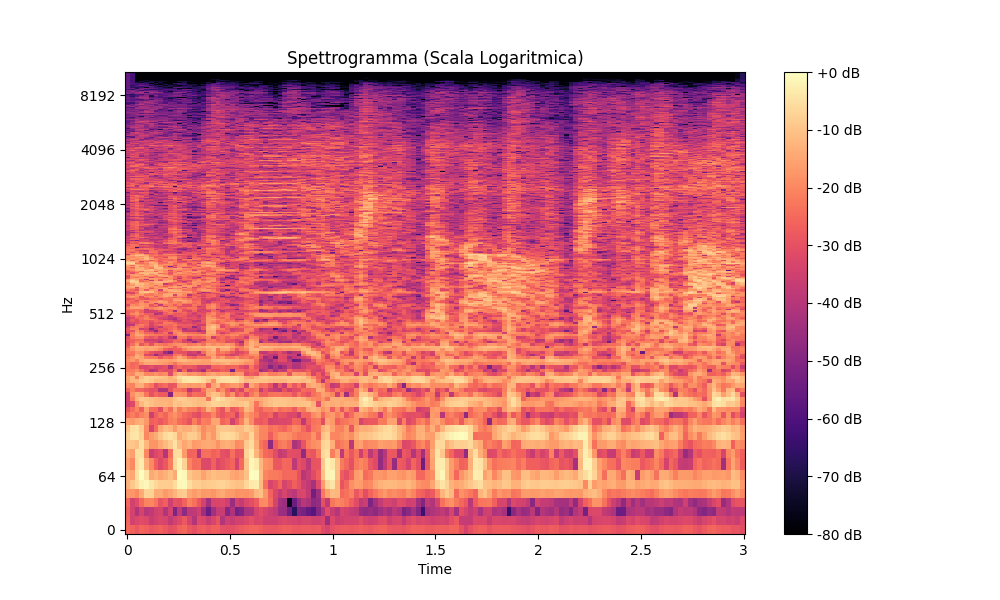 Spettrogramma (Scala Logaritmica)
Hz
8192
4096
2048
1024
512
256
128
64
0
0
0.5
1
1.5
2
2.5
3
Time
+0 dB
-10 dB
-20 dB
-30 dB
-40 dB
-50 dB
-60 dB
-70 dB
-80 dB